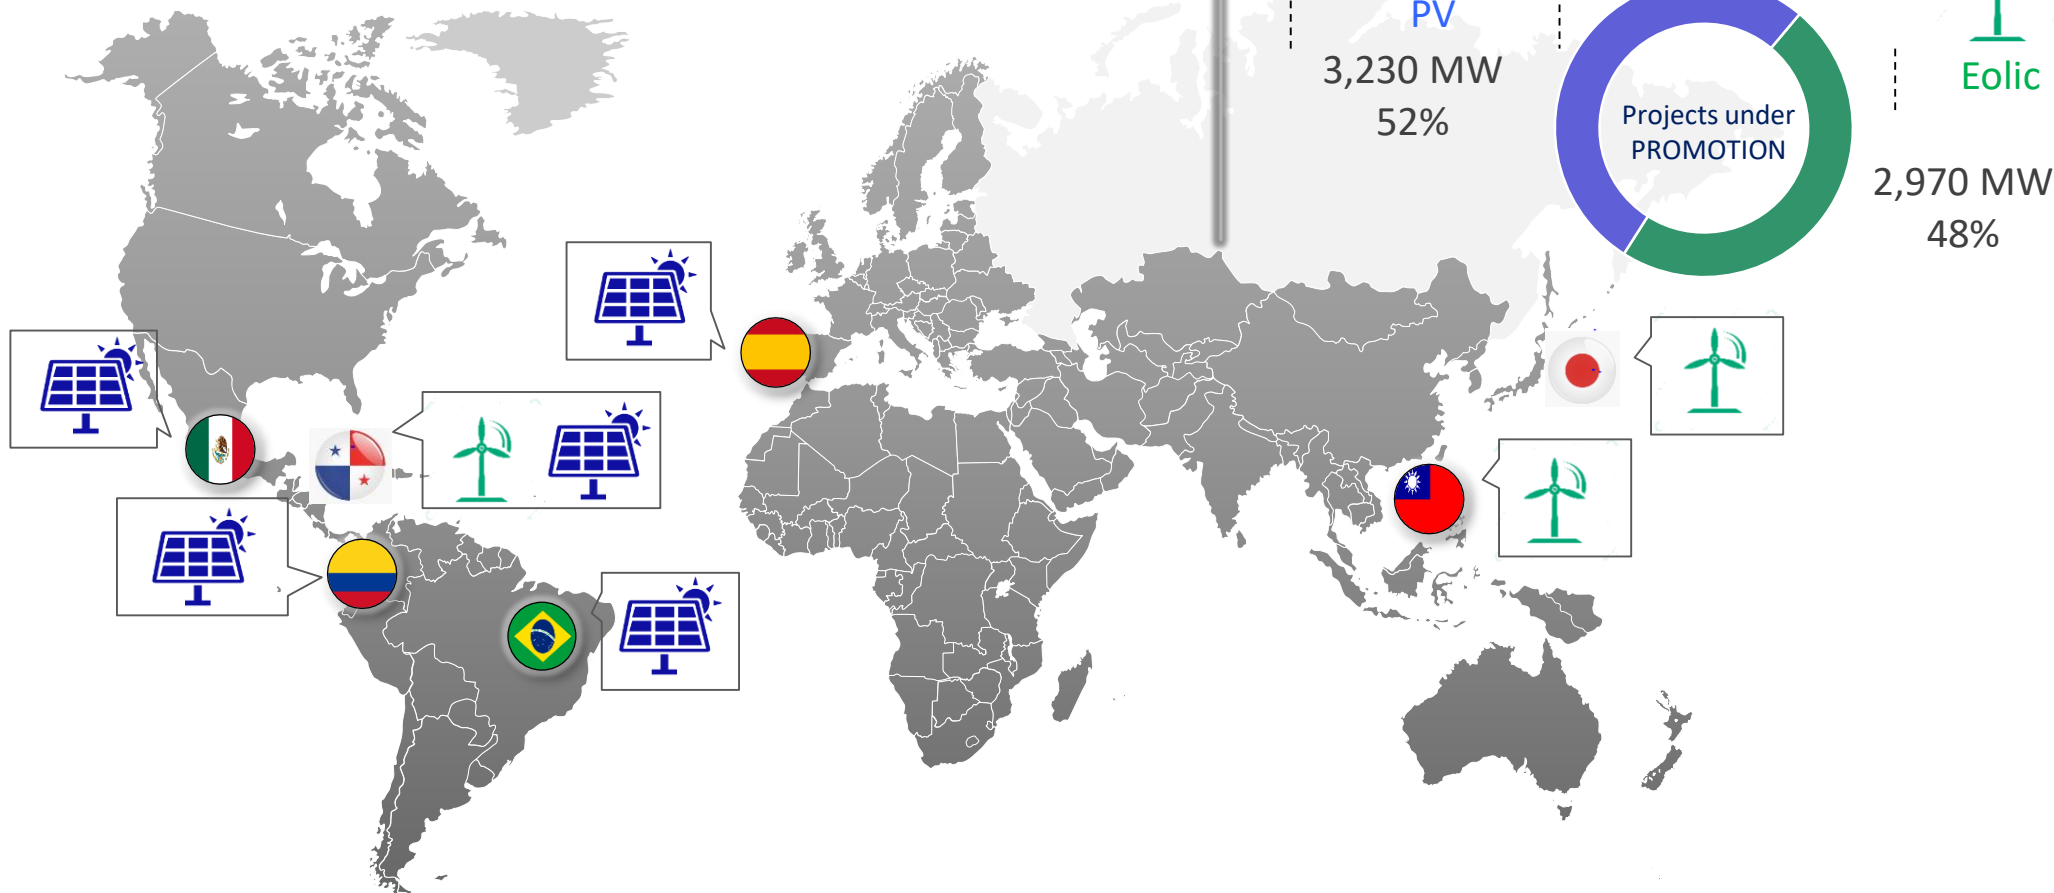 PV
3,230 MW
52%
Projects under
PROMOTION
Eolic
2,970 MW
48%